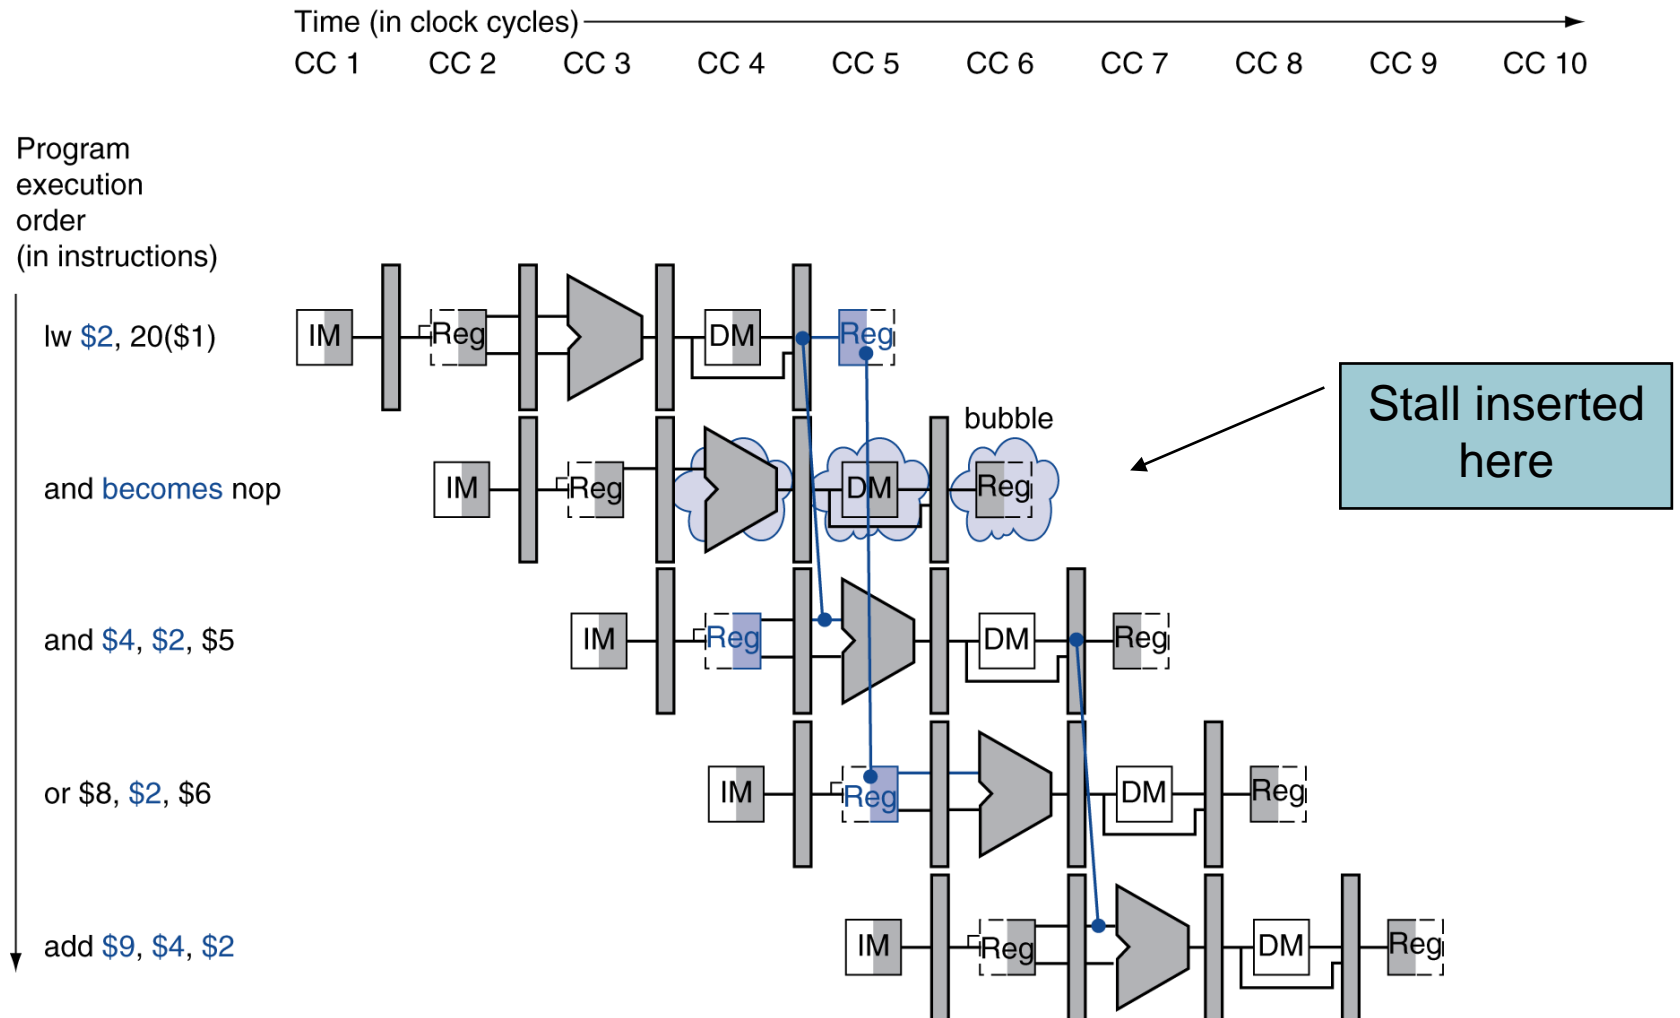 Time (in clock cycles)
CC 1 CC 2 CC 3 CC 4 CC 5 CC 6 CC 7 CC 8 CC 9 CC 10
Program
execution
order
(in instructions)
lw $2, 20($1)
IM Reg DM Reg
Stall inserted
here
bubble
and becomes nop
IM Reg DM Reg
and $4, $2, $5
IM Reg DM Reg
or $8, $2, $6
IM Reg DM Reg
add $9, $4, $2
IM Reg DM Reg